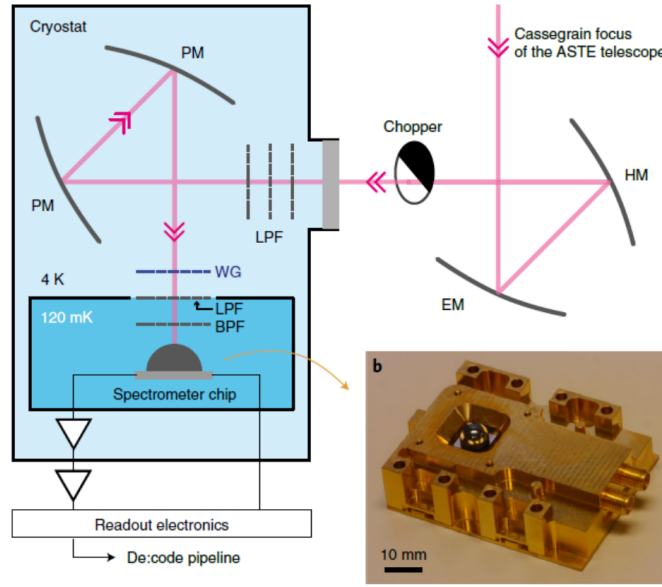 Cryostat
PM
Cassegrain focus
of the ASTE telescope
Chopper
HM
PM
LPF
WG
4 K
EM
LPF
120 mK
BPF
Spectrometer chip
b
Readout electronics
10 mm
De:code pipeline